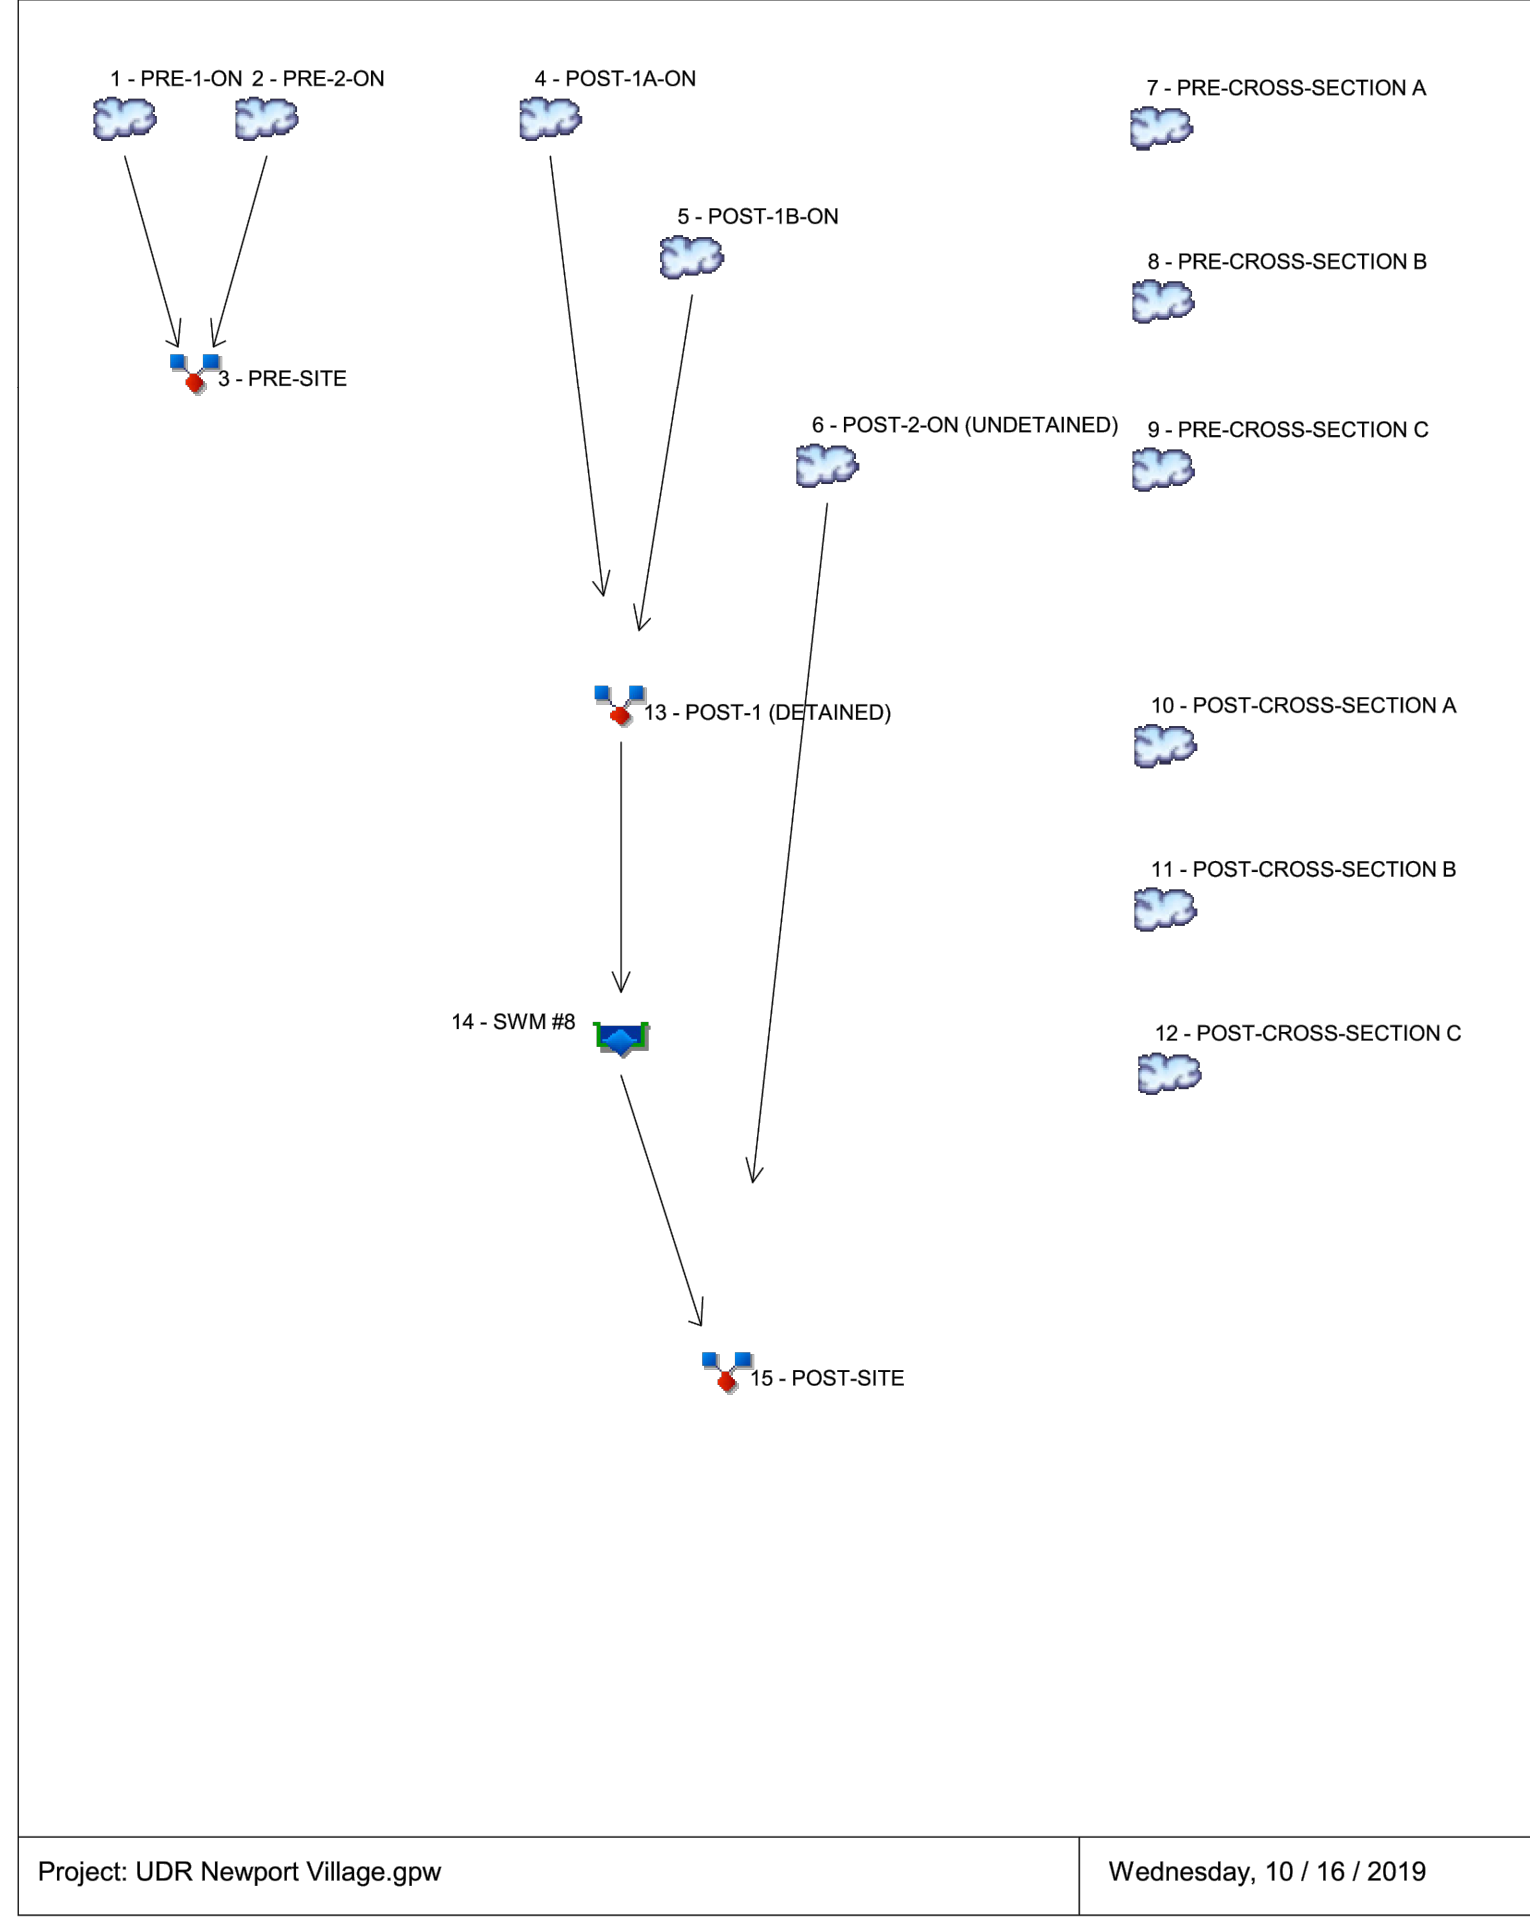 1 - PRE-1-ON
2 - PRE-2-ON
4 - POST-1A-ON
7 - PRE-CROSS-SECTION A
5 - POST-1B-ON
8 - PRE-CROSS-SECTION B
3 - PRE-SITE
6 - POST-2-ON (UNDETAINED)
9 - PRE-CROSS-SECTION C
13 - POST-1 (DETAINED)
10 - POST-CROSS-SECTION A
11 - POST-CROSS-SECTION B
14 - SWM #8
12 - POST-CROSS-SECTION C
15 - POST-SITE
Project: UDR Newport Village.gpw
Wednesday, 10 / 16 / 2019